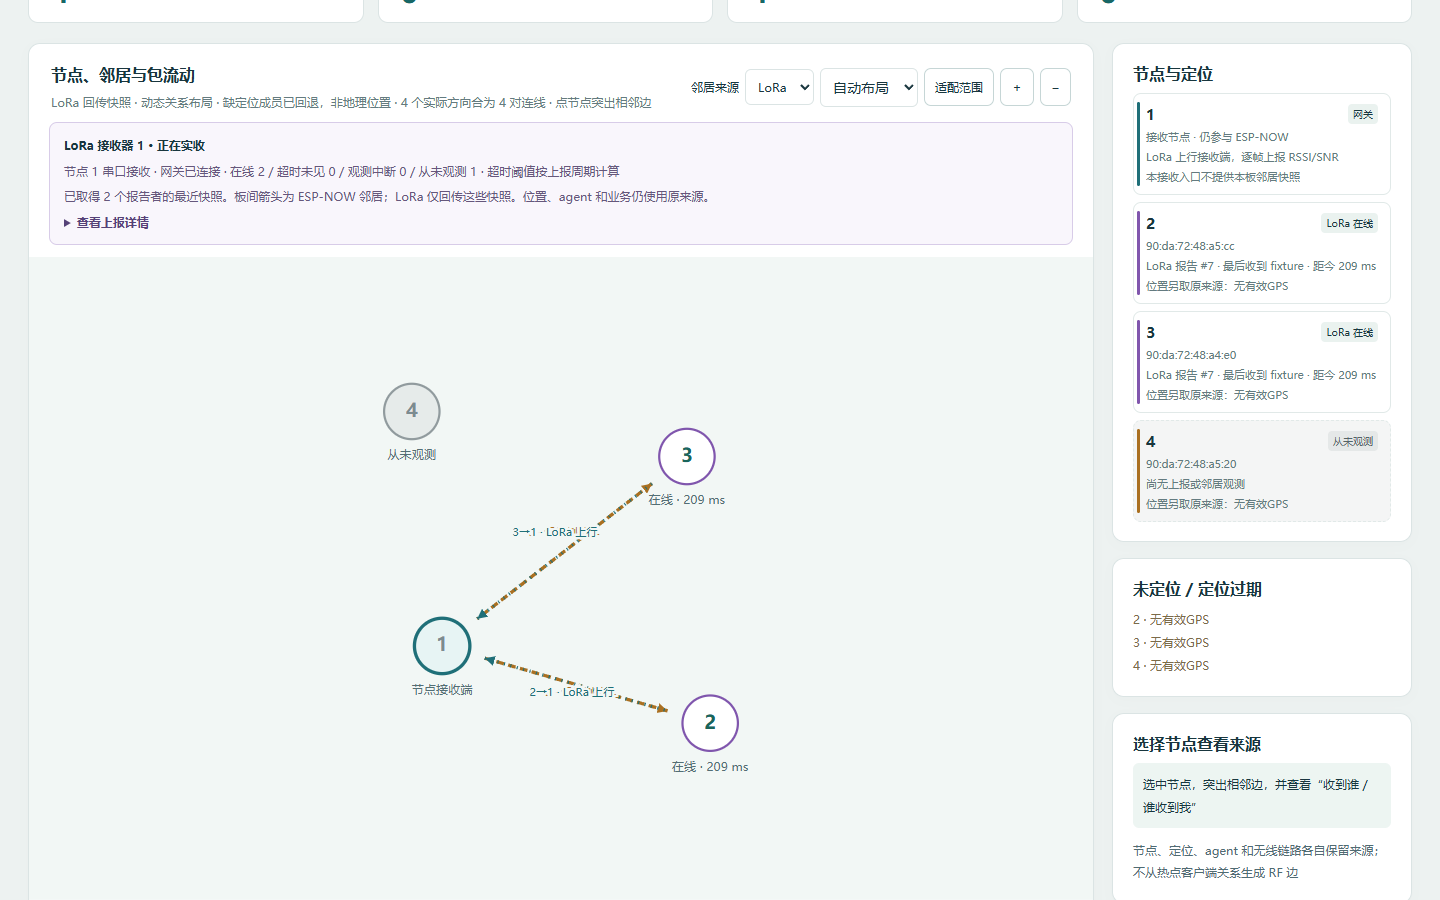 节点、邻居与包流动
LoRa 回传快照 · 动态关系布局 · 缺定位成员已回退，非地理位置 · 4 个实际方向合为 4 对连线 · 点节点突出相邻边
邻居来源 LoRa 自动布局 适配范围 + −
LoRa 接收器 1 · 正在实收
节点 1 串口接收 · 网关已连接 · 在线 2 / 超时未见 0 / 观测中断 0 / 从未观测 1 · 超时阈值按上报周期计算
已取得 2 个报告者的最近快照。板间箭头为 ESP-NOW 邻居；LoRa 仅回传这些快照。位置、agent 和业务仍使用原来源。
查看上报详情
4
从未观测
3
在线 · 209 ms
3→1 · LoRa 上行
1
节点接收端
2→1 · LoRa 上行
2
在线 · 209 ms
节点与定位
1 网关
接收节点 · 仍参与 ESP-NOW
LoRa 上行接收端，逐帧上报 RSSI/SNR
本接收入口不提供本板邻居快照
2 LoRa 在线
90:da:72:48:a5:cc
LoRa 报告 #7 · 最后收到 fixture · 距今 209 ms
位置另取原来源：无有效GPS
3 LoRa 在线
90:da:72:48:a4:e0
LoRa 报告 #7 · 最后收到 fixture · 距今 209 ms
位置另取原来源：无有效GPS
4 从未观测
90:da:72:48:a5:20
尚无上报或邻居观测
位置另取原来源：无有效GPS
未定位 / 定位过期
2 · 无有效GPS
3 · 无有效GPS
4 · 无有效GPS
选择节点查看来源
选中节点，突出相邻边，并查看“收到谁 /
谁收到我”
节点、定位、agent 和无线链路各自保留来源；
不从热点客户端关系生成 RF 边